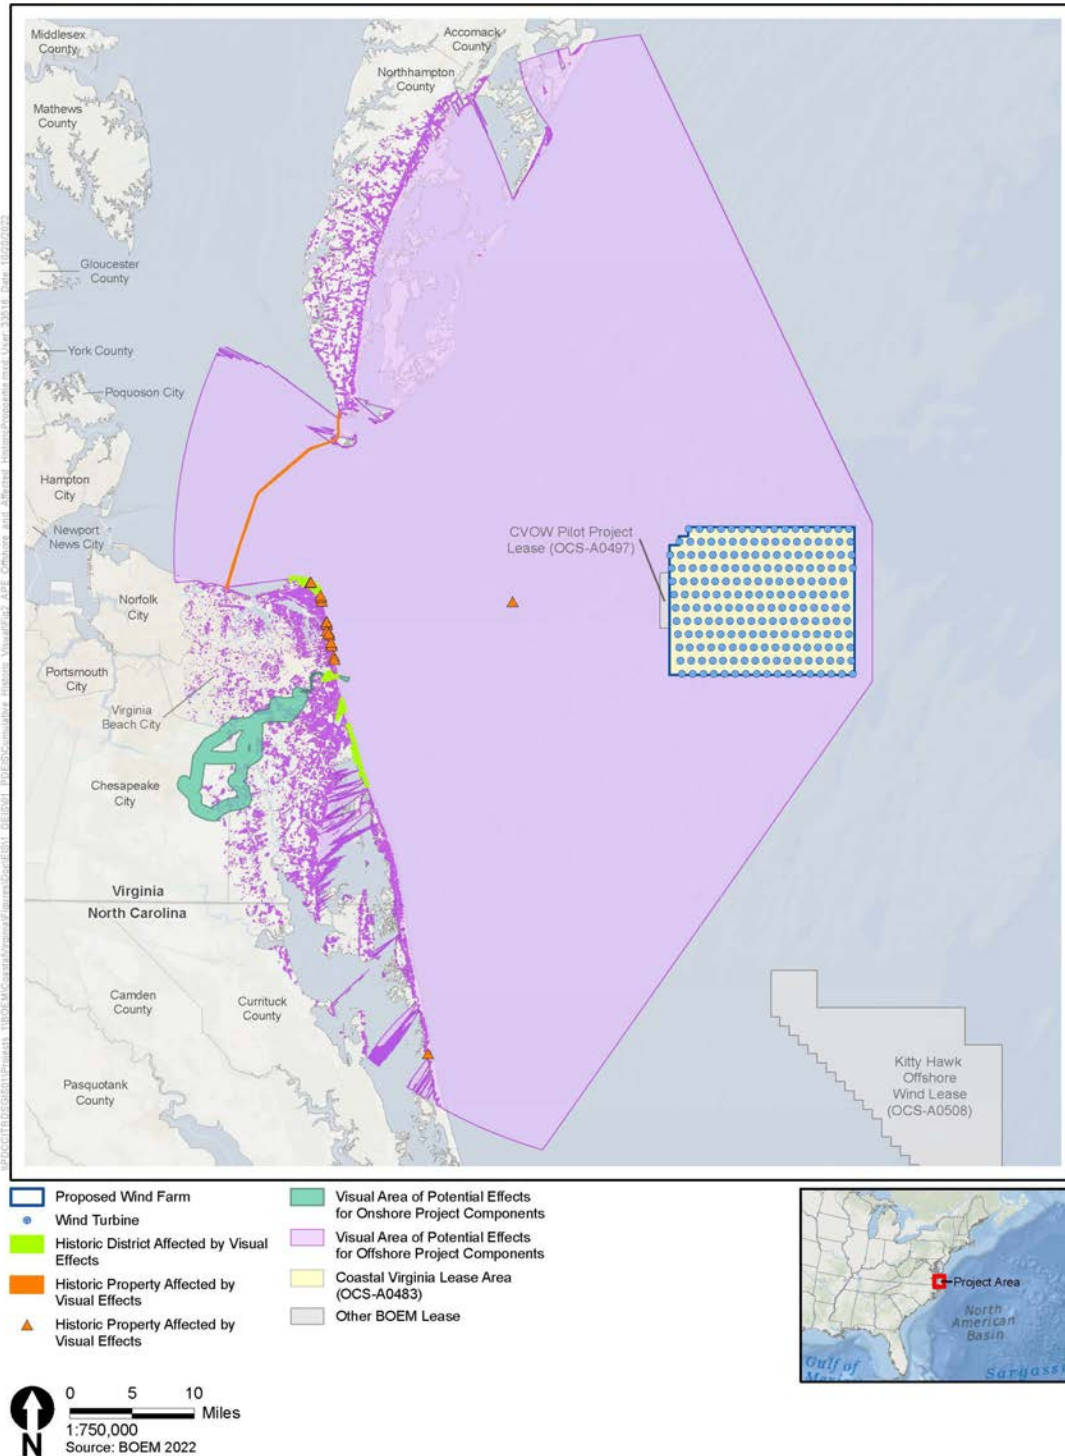 Middlesex
County
Accomack
County
Northhampton
County
Mathews
County
Gloucester
County
York County
Poquoson City
Hampton
City
Newport
News City
CVOW Pilot Project
Lease (OCS-A0497)
Norfolk
City
Portsmouth
City
Virginia
Beach City
Chesapeake
City
Virginia
North Carolina
Camden
County
Currituck
County
Pasquotank
County
Kitty Hawk
Offshore
Wind Lease
(OCS-A0508)
Proposed Wind Farm
Wind Turbine
Historic District Affected by Visual
Effects
Historic Property Affected by
Visual Effects
Historic Property Affected by
Visual Effects
Visual Area of Potential Effects
for Onshore Project Components
Visual Area of Potential Effects
for Offshore Project Components
Coastal Virginia Lease Area
(OCS-A0483)
Other BOEM Lease
Project Area
North
American
Basin
Gulf of
Sargass
0 5 10
Miles
1:750,000
Source: BOEM 2022
N